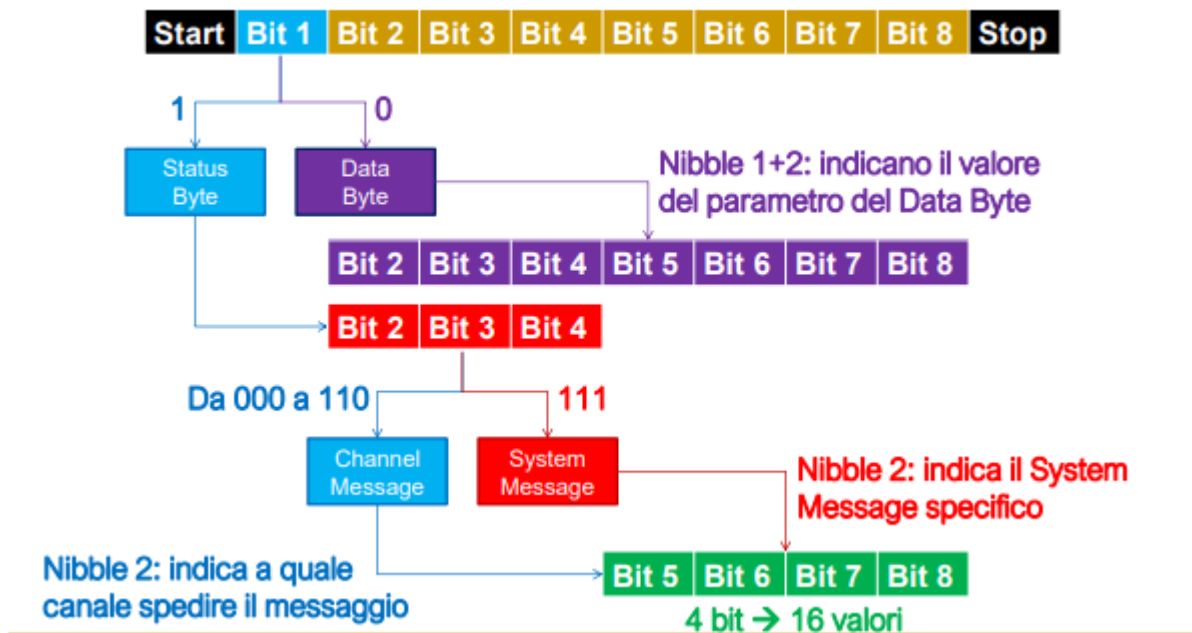 Start Bit 1 Bit 2 Bit 3 Bit 4 Bit 5 Bit 6 Bit 7 Bit 8 Stop
1 0
Status
Byte
Data
Byte
Nibble 1+2: indicano il valore
del parametro del Data Byte
Bit 2 Bit 3 Bit 4 Bit 5 Bit 6 Bit 7 Bit 8
Bit 2 Bit 3 Bit 4
Da 000 a 110 111
Channel
Message
System
Message
Nibble 2: indica il System
Message specifico
Nibble 2: indica a quale
canale spedire il messaggio
Bit 5 Bit 6 Bit 7 Bit 8
4 bit → 16 valori